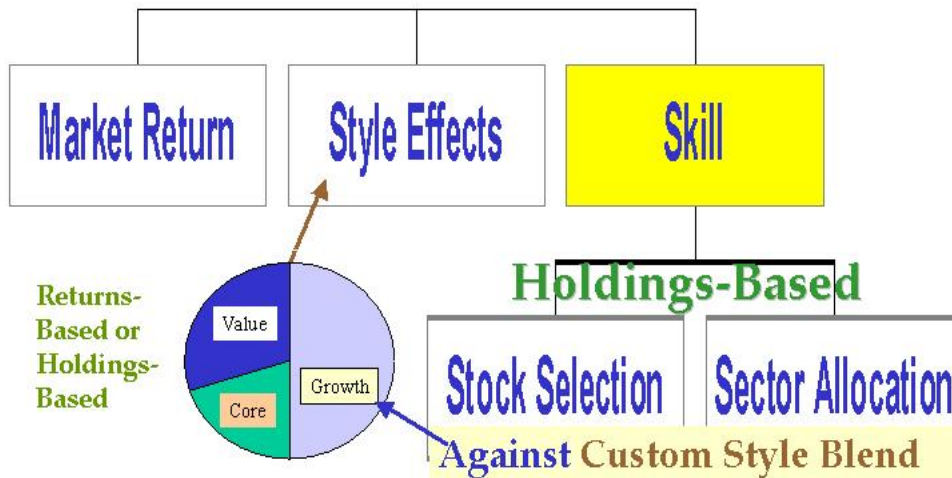 Market Return
Style Effects
Skill
Holdings-Based
Returns-
Based or
Holdings-
Based
Value
Growth
Core
Stock Selection
Sector Allocation
Against Custom Style Blend